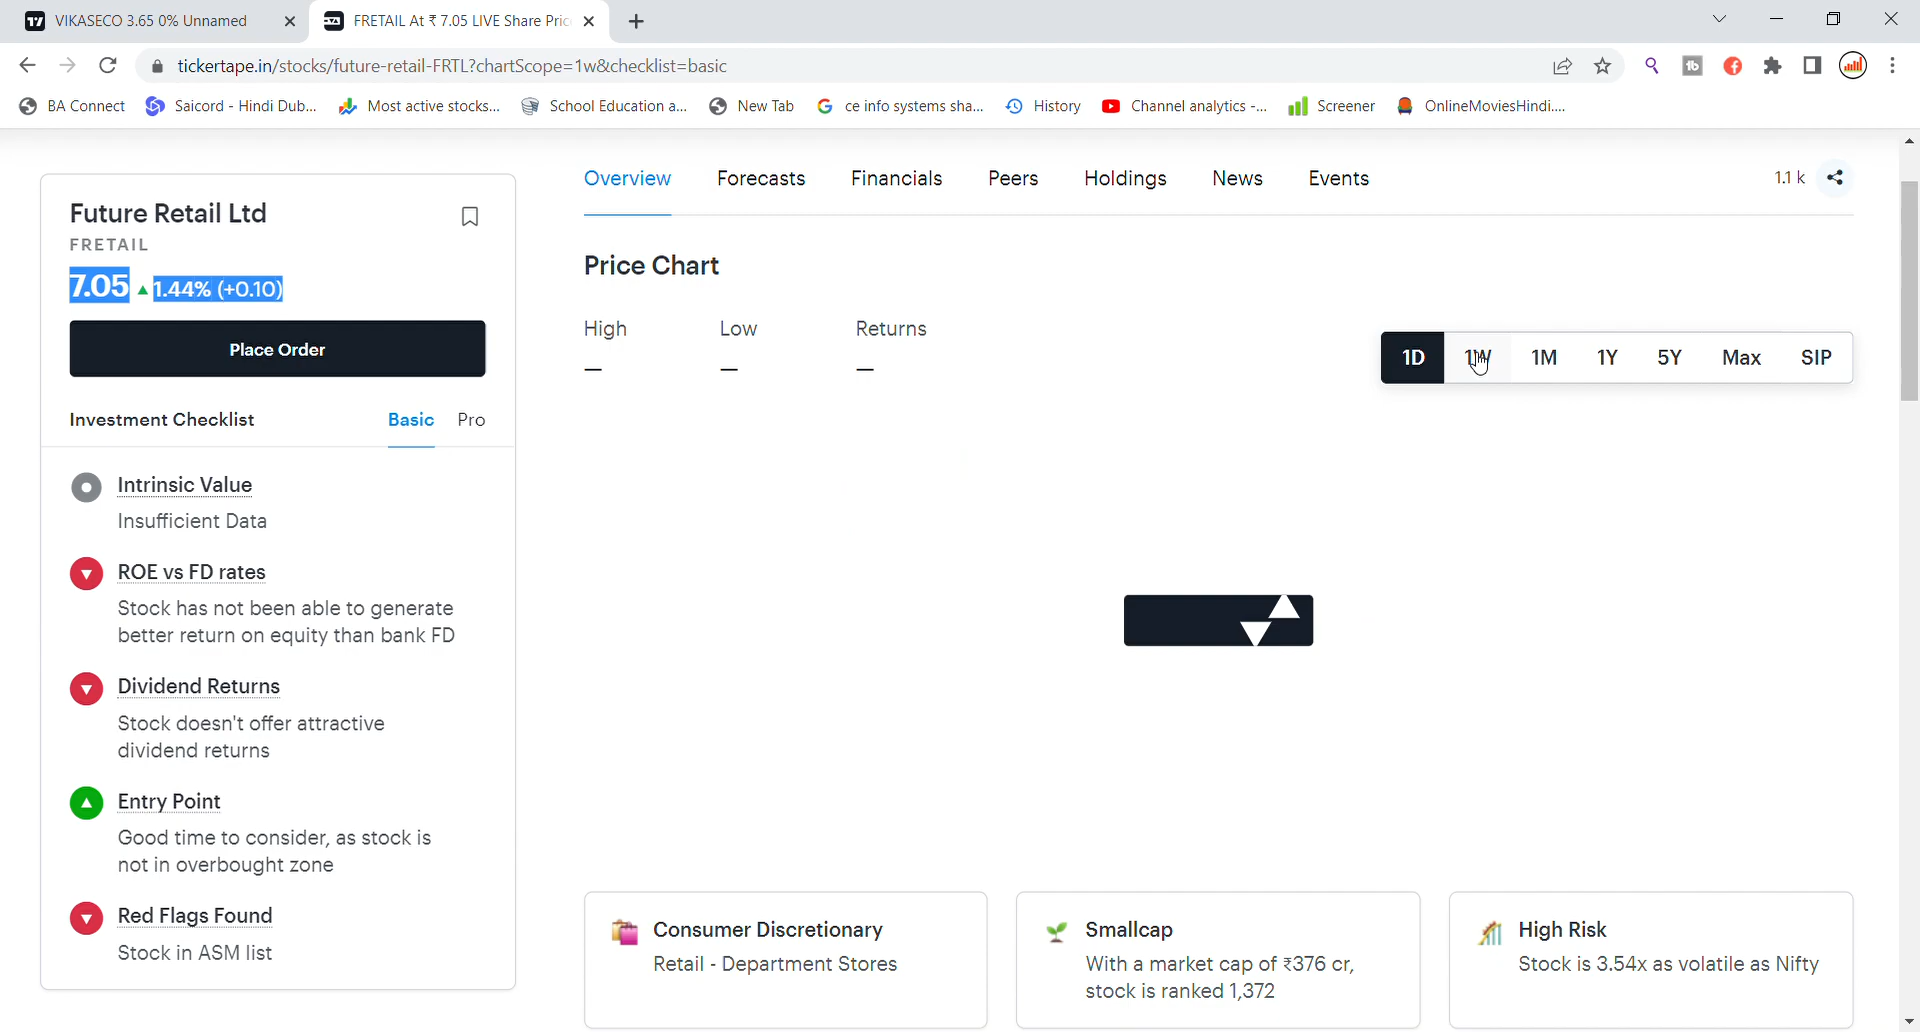 VIKASECO 3.65 0% Unnamed
FRETAIL At ₹ 7.05 LIVE Share Pric
tickertape.in/stocks/future-retail-FRTL?chartScope=1w&checklist=basic
BA Connect
Saicord - Hindi Dub...
Most active stocks...
School Education a...
New Tab
ce info systems sha...
History
Channel analytics -...
Screener
OnlineMoviesHindi....
Overview
Forecasts
Financials
Peers
Holdings
News
Events
1.1 k
Future Retail Ltd
FRETAIL
7.05 1.44% (+0.10)
Place Order
Investment Checklist
Basic
Pro
Intrinsic Value
Insufficient Data
ROE vs FD rates
Stock has not been able to generate
better return on equity than bank FD
Dividend Returns
Stock doesn't offer attractive
dividend returns
Entry Point
Good time to consider, as stock is
not in overbought zone
Red Flags Found
Stock in ASM list
Price Chart
High
Low
Returns
—
—
—
1D
1W
1M
1Y
5Y
Max
SIP
Consumer Discretionary
Retail - Department Stores
Smallcap
With a market cap of ₹376 cr,
stock is ranked 1,372
High Risk
Stock is 3.54x as volatile as Nifty